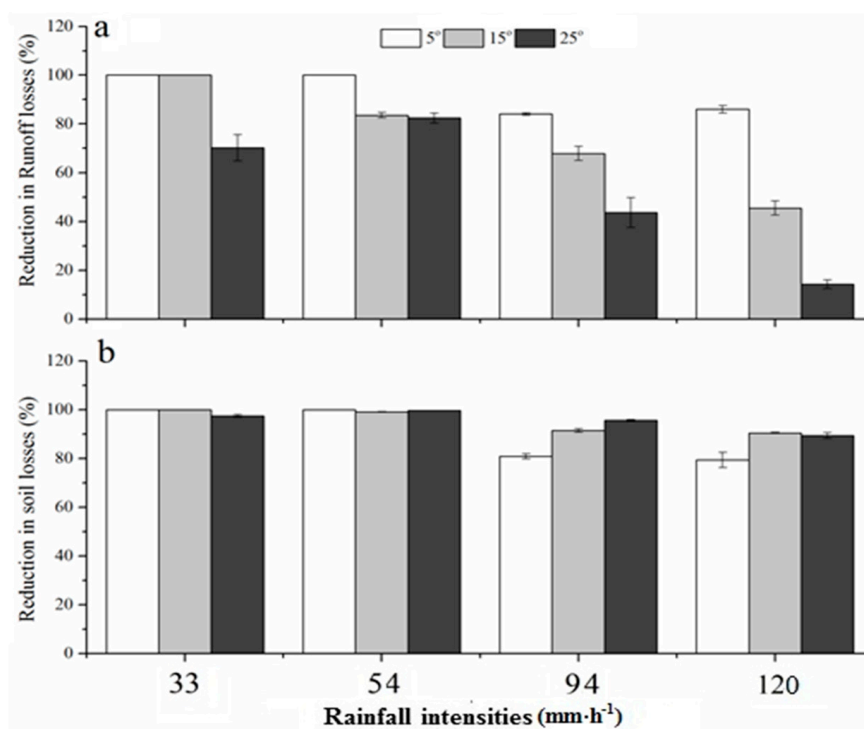 a
5° 15° 25°
Reduction in Runoff losses (%)
120
100
80
60
40
20
0
b
Reduction in soil losses (%)
120
100
80
60
40
20
0
33 54 94 120
Rainfall intensities (mm·h⁻¹)